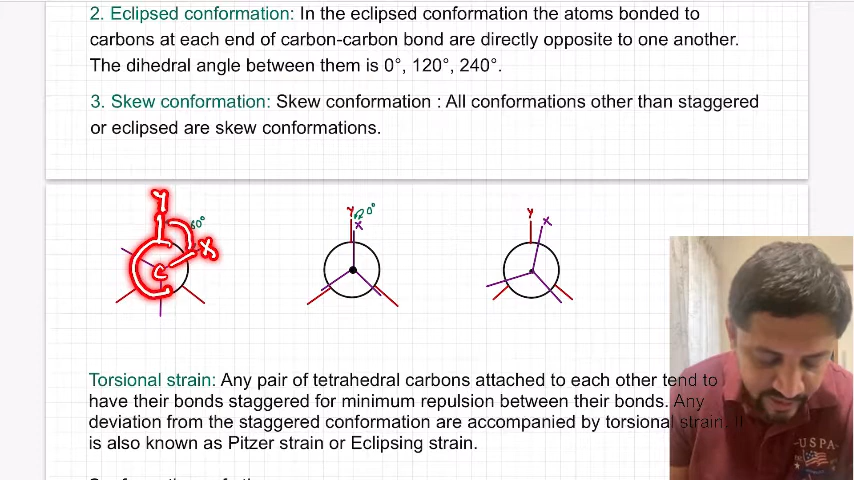 2. Eclipsed conformation: In the eclipsed conformation the atoms bonded to
carbons at each end of carbon-carbon bond are directly opposite to one another.
The dihedral angle between them is 0°, 120°, 240°.
3. Skew conformation: Skew conformation : All conformations other than staggered
or eclipsed are skew conformations.
Y
60°
X
C
Y
0°
X
Y
X
Torsional strain: Any pair of tetrahedral carbons attached to each other tend to
have their bonds staggered for minimum repulsion between their bonds. Any
deviation from the staggered conformation are accompanied by torsional strain. It
is also known as Pitzer strain or Eclipsing strain.
USPA